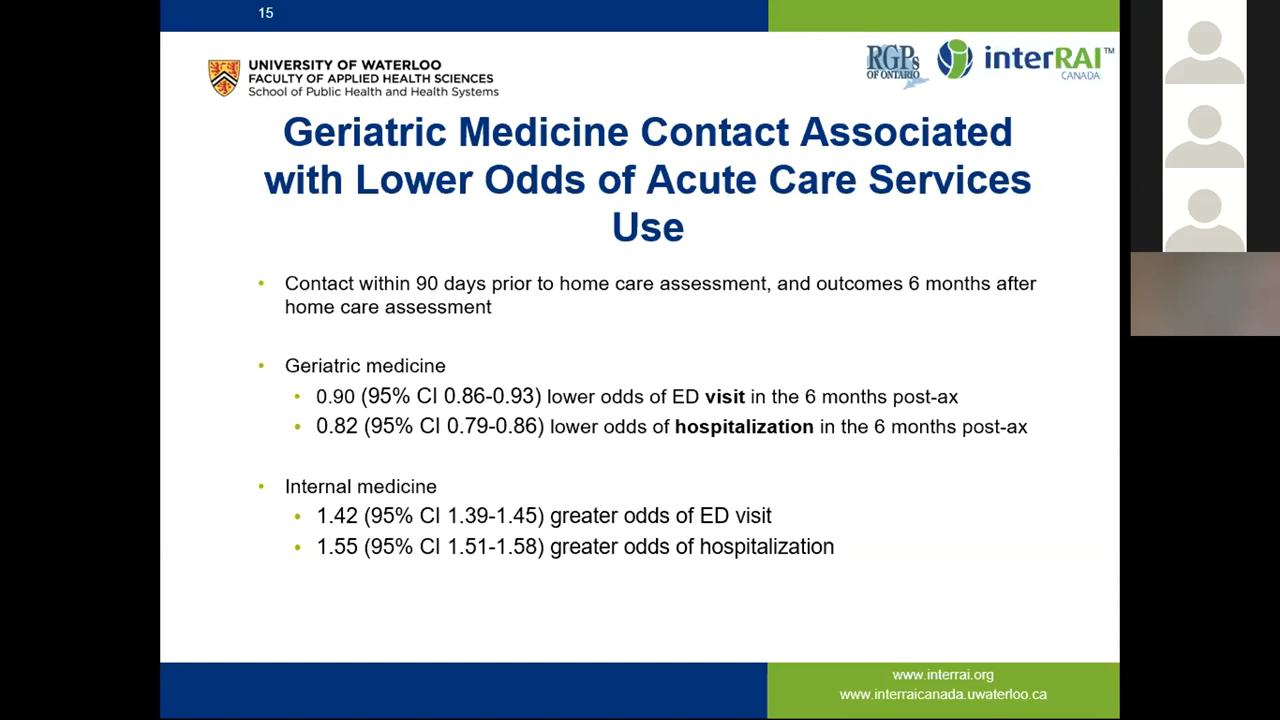 15
UNIVERSITY OF WATERLOO
FACULTY OF APPLIED HEALTH SCIENCES
School of Public Health and Health Systems
RGPs
OF ONTARIO
interRAI™
CANADA
Geriatric Medicine Contact Associated
with Lower Odds of Acute Care Services
Use
• Contact within 90 days prior to home care assessment, and outcomes 6 months after
home care assessment
• Geriatric medicine
• 0.90 (95% CI 0.86-0.93) lower odds of ED visit in the 6 months post-ax
• 0.82 (95% CI 0.79-0.86) lower odds of hospitalization in the 6 months post-ax
• Internal medicine
• 1.42 (95% CI 1.39-1.45) greater odds of ED visit
• 1.55 (95% CI 1.51-1.58) greater odds of hospitalization
www.interrai.org
www.interraicanada.uwaterloo.ca